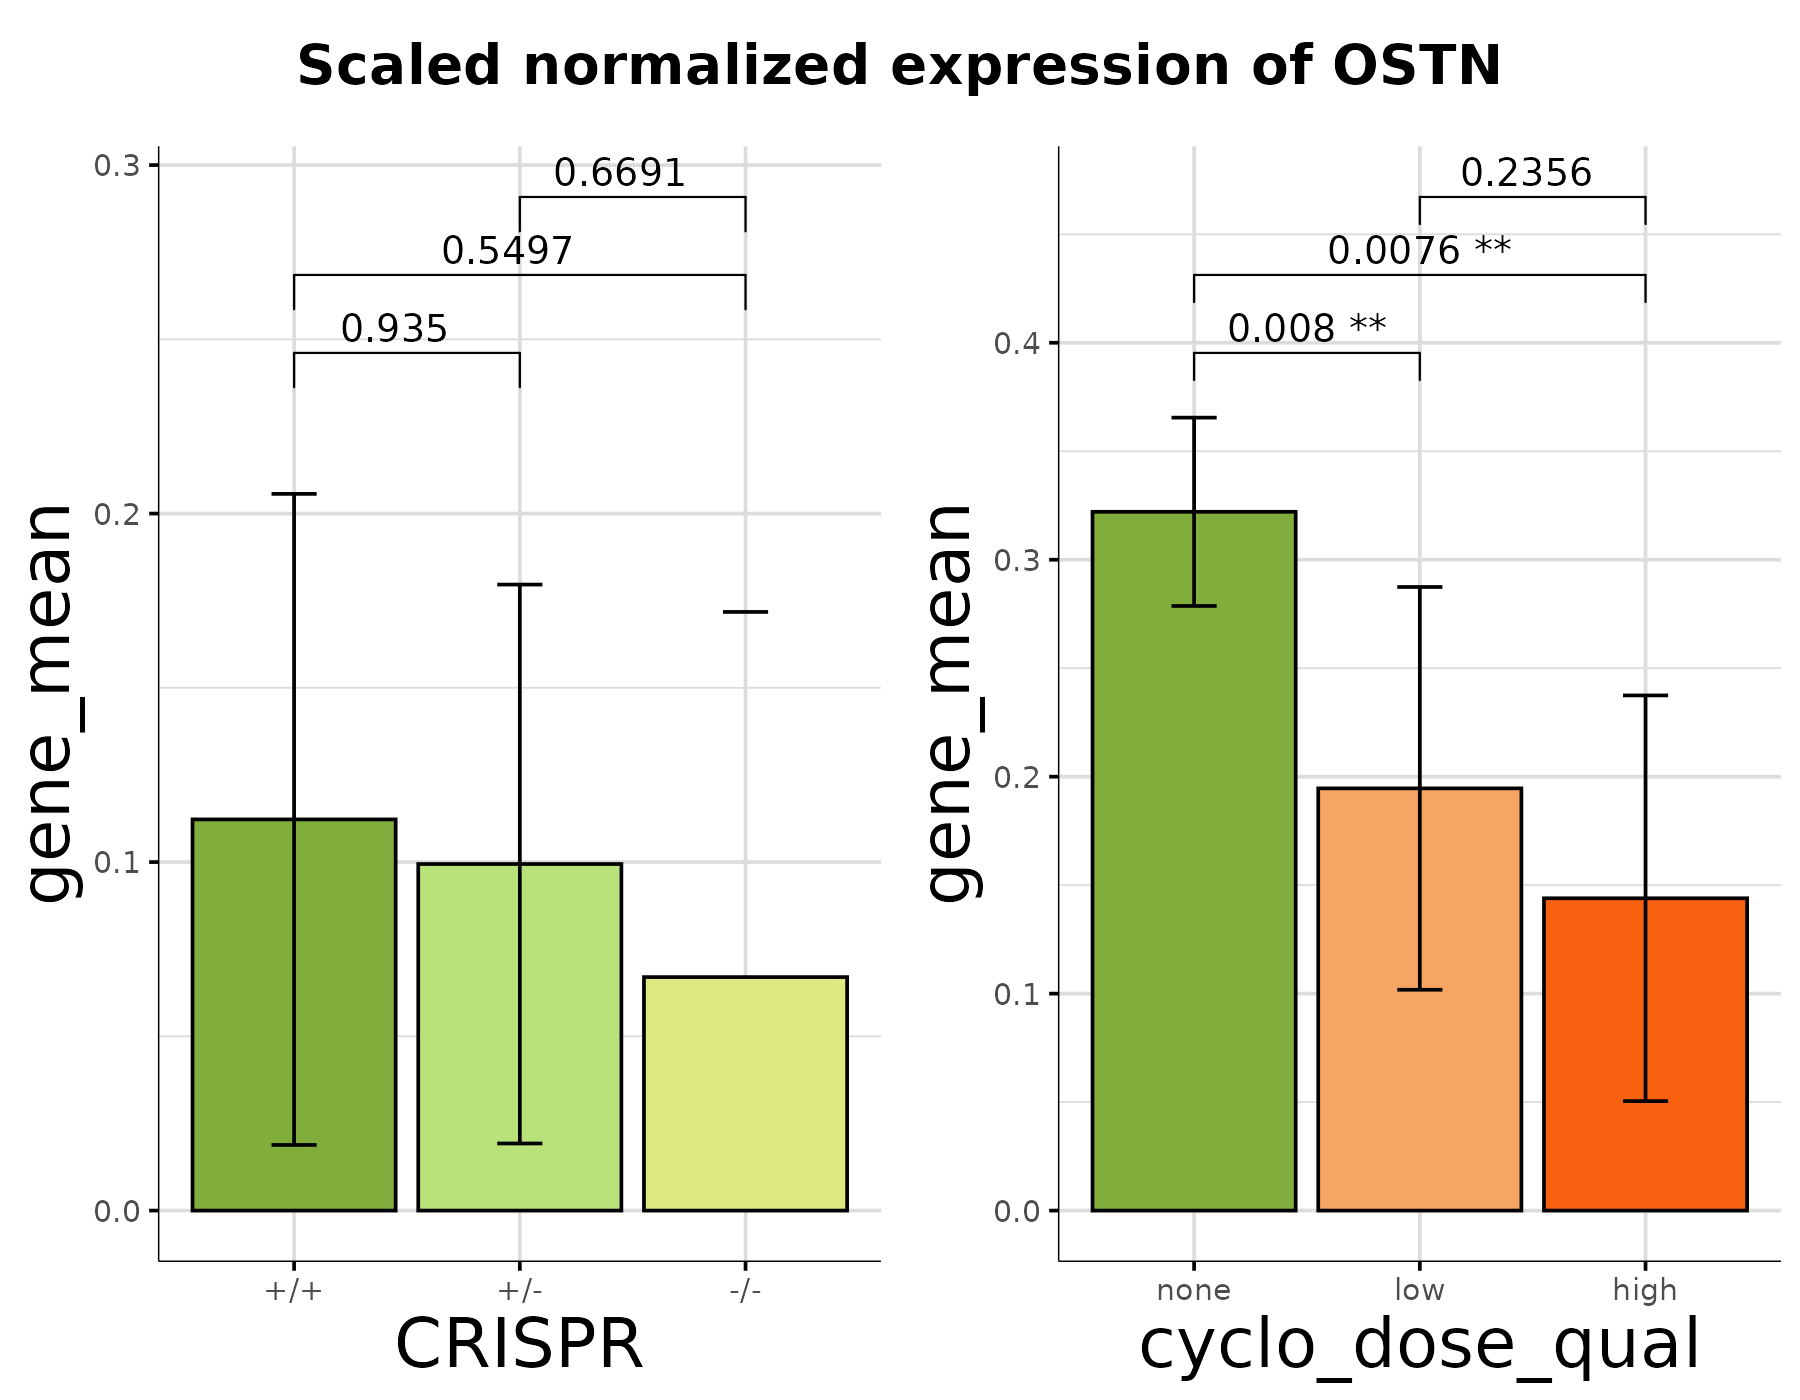 Scaled normalized expression of OSTN
gene_mean
0.3
0.2
0.1
0.0
0.6691
0.5497
0.935
+/+
+/-
-/-
CRISPR
gene_mean
0.4
0.3
0.2
0.1
0.0
0.2356
0.0076 **
0.008 **
none
low
high
cyclo_dose_qual